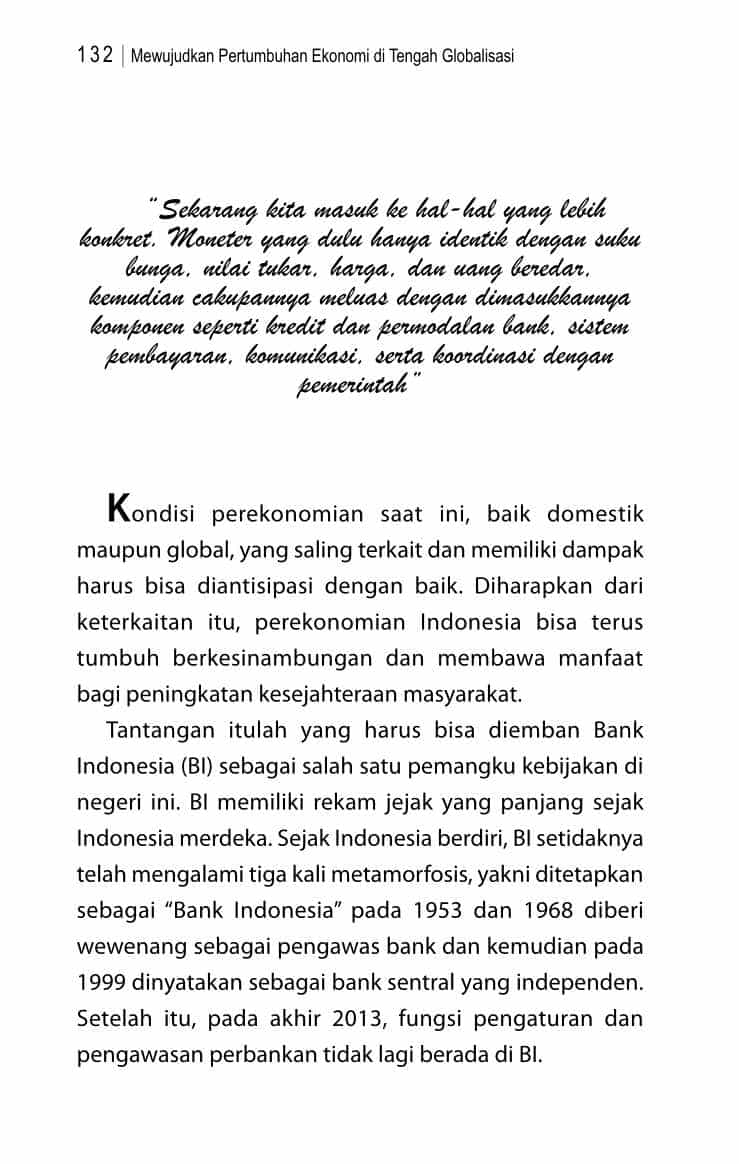 132 | Mewujudkan Pertumbuhan Ekonomi di Tengah Globalisasi
“Sekarang kita masuk ke hal-hal yang lebih
konkret. Moneter yang dulu hanya identik dengan suku
bunga, nilai tukar, harga, dan uang beredar,
kemudian cakupannya meluas dengan dimasukkannya
komponen seperti kredit dan permodalan bank, sistem
pembayaran, komunikasi, serta koordinasi dengan
pemerintah”
Kondisi perekonomian saat ini, baik domestik
maupun global, yang saling terkait dan memiliki dampak
harus bisa diantisipasi dengan baik. Diharapkan dari
keterkaitan itu, perekonomian Indonesia bisa terus
tumbuh berkesinambungan dan membawa manfaat
bagi peningkatan kesejahteraan masyarakat.
Tantangan itulah yang harus bisa diemban Bank
Indonesia (BI) sebagai salah satu pemangku kebijakan di
negeri ini. BI memiliki rekam jejak yang panjang sejak
Indonesia merdeka. Sejak Indonesia berdiri, BI setidaknya
telah mengalami tiga kali metamorfosis, yakni ditetapkan
sebagai “Bank Indonesia” pada 1953 dan 1968 diberi
wewenang sebagai pengawas bank dan kemudian pada
1999 dinyatakan sebagai bank sentral yang independen.
Setelah itu, pada akhir 2013, fungsi pengaturan dan
pengawasan perbankan tidak lagi berada di BI.